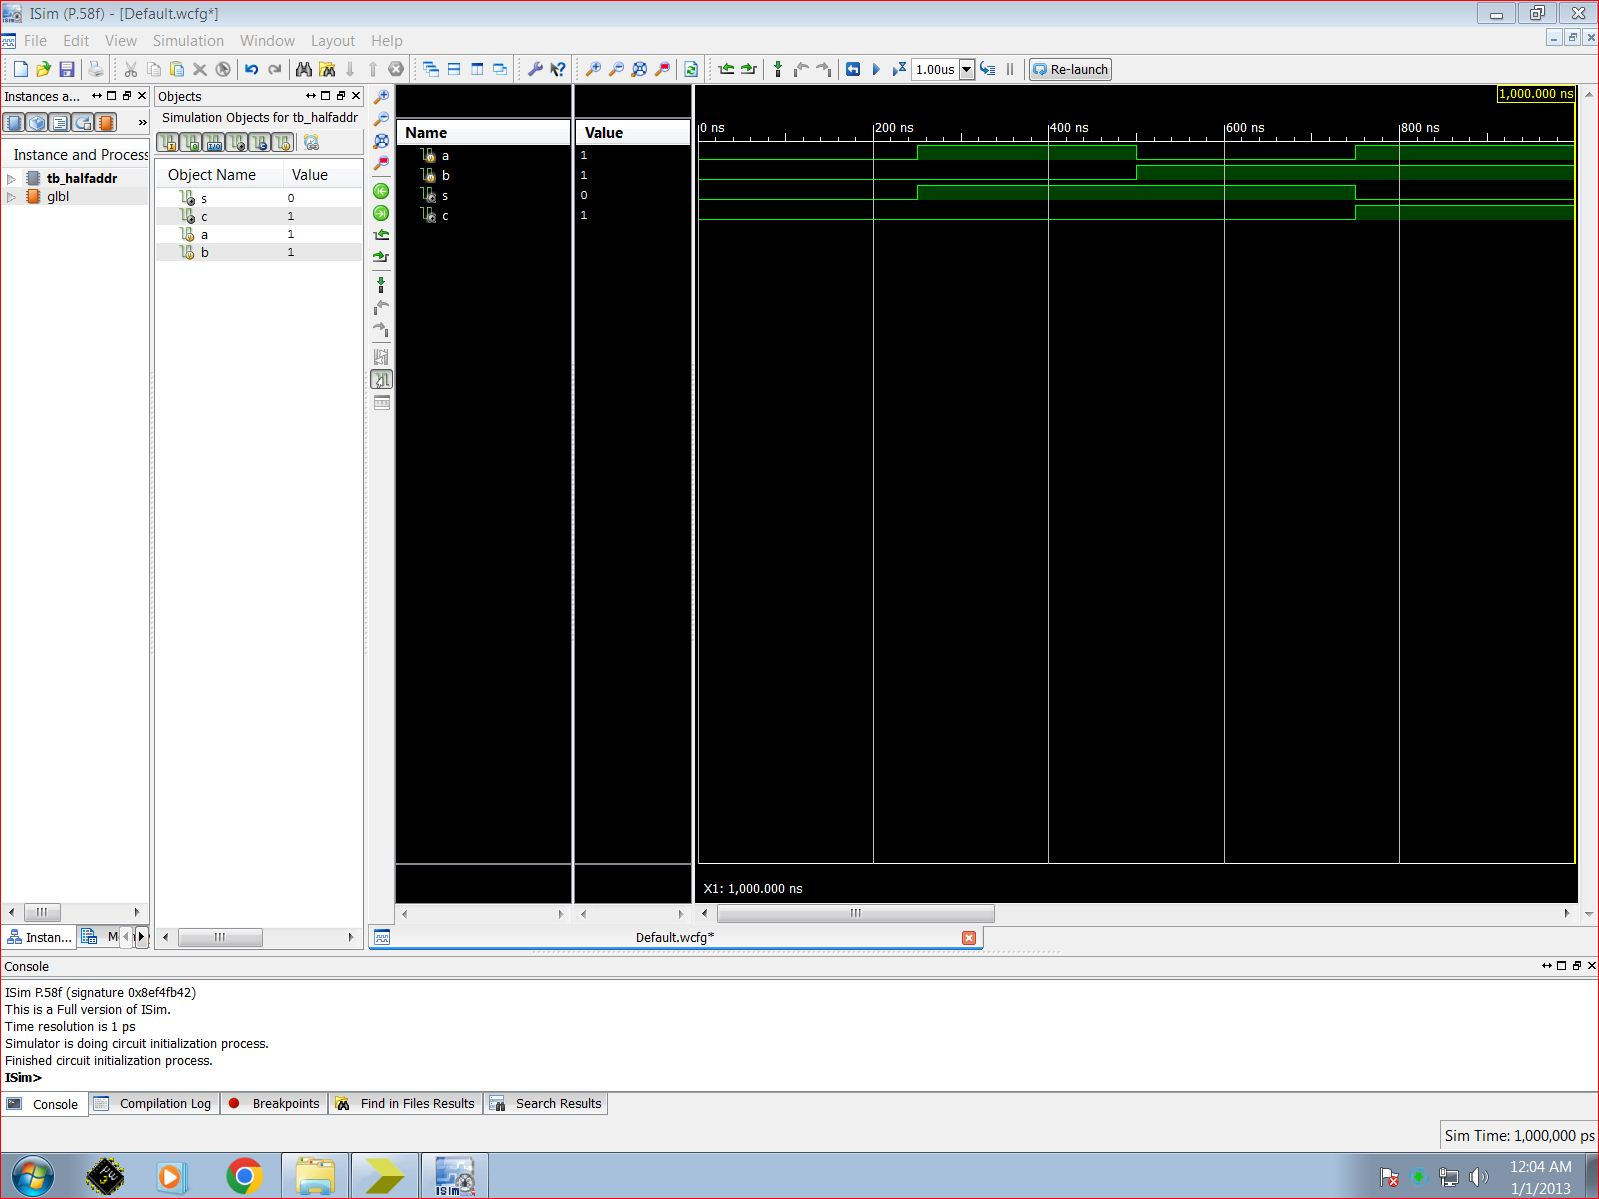 ISim (P.58f) - [Default.wcfg*]
File Edit View Simulation Window Layout Help
1.00us Re-launch
Instances a...
Instance and Process
tb_halfaddr
glbl
Instan...
Objects
Simulation Objects for tb_halfaddr
Object Name Value
s 0
c 1
a 1
b 1
Name Value
a 1
b 1
s 0
c 1
1,000.000 ns
0 ns 200 ns 400 ns 600 ns 800 ns
X1: 1,000.000 ns
Default.wcfg*
Console
ISim P.58f (signature 0x8ef4fb42)
This is a Full version of ISim.
Time resolution is 1 ps
Simulator is doing circuit initialization process.
Finished circuit initialization process.
ISim>
Console Compilation Log Breakpoints Find in Files Results Search Results
Sim Time: 1,000,000 ps
ISim
12:04 AM
1/1/2013